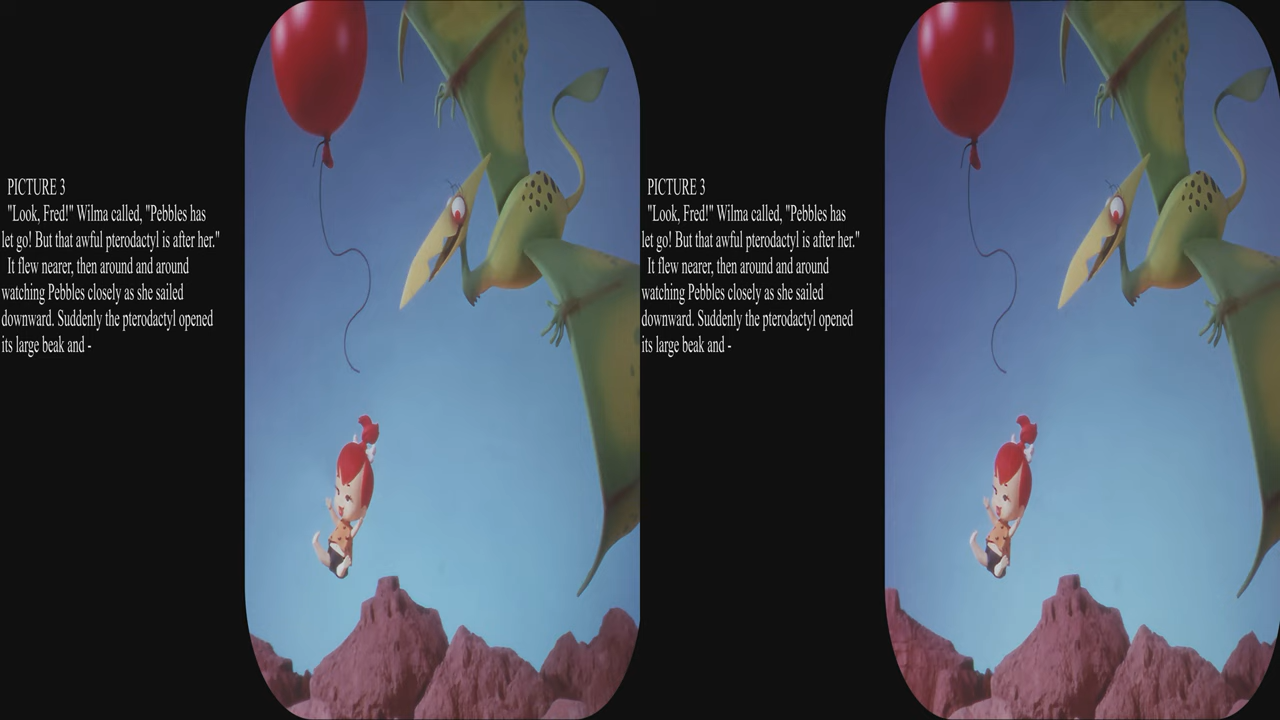 PICTURE 3
"Look, Fred!" Wilma called, "Pebbles has
let go! But that awful pterodactyl is after her."
It flew nearer, then around and around
watching Pebbles closely as she sailed
downward. Suddenly the pterodactyl opened
its large beak and -
PICTURE 3
"Look, Fred!" Wilma called, "Pebbles has
let go! But that awful pterodactyl is after her."
It flew nearer, then around and around
watching Pebbles closely as she sailed
downward. Suddenly the pterodactyl opened
its large beak and -